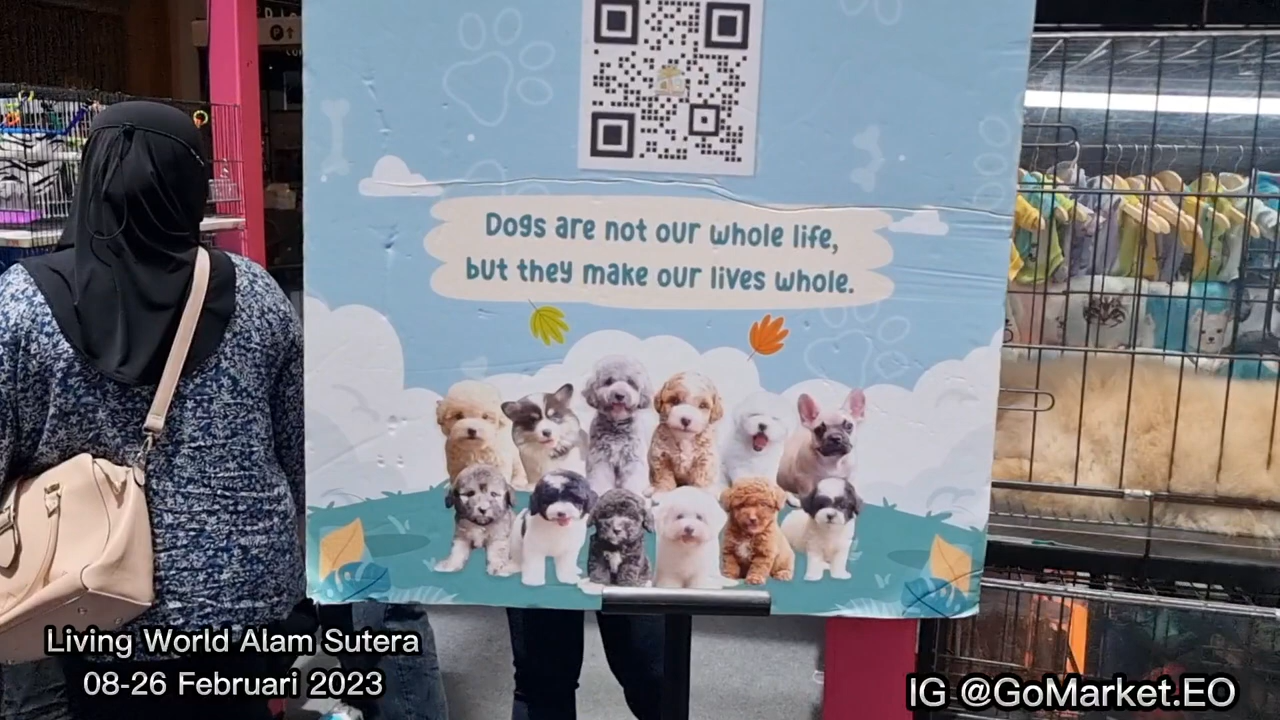 Dogs are not our whole life,
but they make our lives whole.
Living World Alam Sutera
08-26 Februari 2023
IG @GoMarket.EO